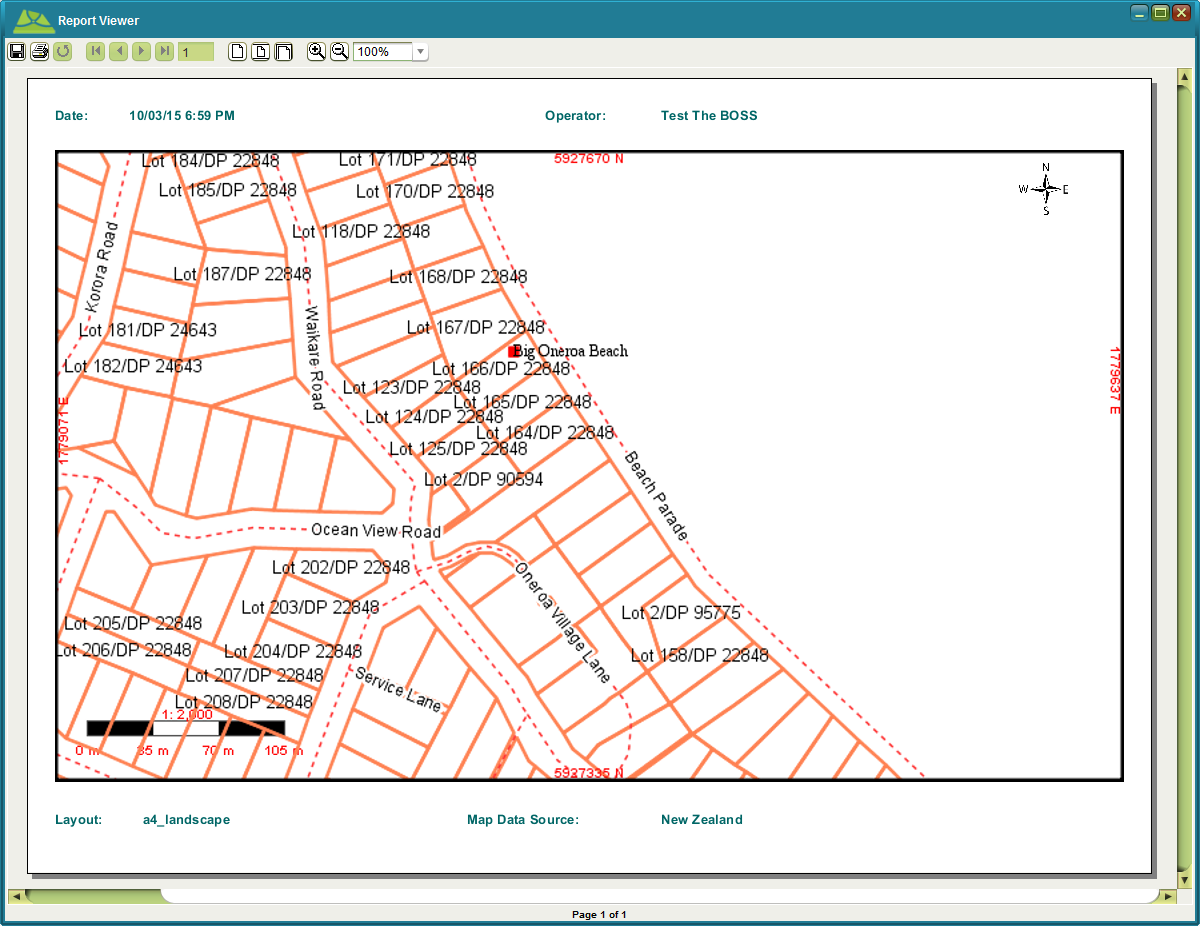 Report Viewer
1
100%
Date: 10/03/15 6:59 PM Operator: Test The BOSS
5927670 N
Lot 184/DP 22848
Lot 171/DP 22848
Lot 185/DP 22848
Lot 170/DP 22848
N
W E
S
Lot 118/DP 22848
Korora Road
Lot 187/DP 22848
Lot 168/DP 22848
Lot 181/DP 24643
Lot 167/DP 22848
Waikare Road
Big Oneroa Beach
Lot 182/DP 24643
Lot 166/DP 22848
1779637 E
Lot 123/DP 22848
Lot 165/DP 22848
Lot 124/DP 22848
1779071 E
Lot 164/DP 22848
Lot 125/DP 22848
Lot 2/DP 90594
Beach Parade
Ocean View Road
Lot 202/DP 22848
Lot 203/DP 22848
Oneroa Village Lane
Lot 2/DP 95775
Lot 205/DP 22848
Lot 206/DP 22848
Lot 204/DP 22848
Lot 158/DP 22848
Lot 207/DP 22848
Service Lane
Lot 208/DP 22848
1: 2,000
0 m 35 m 70 m 105 m
5927335 N
Layout: a4_landscape Map Data Source: New Zealand
Page 1 of 1